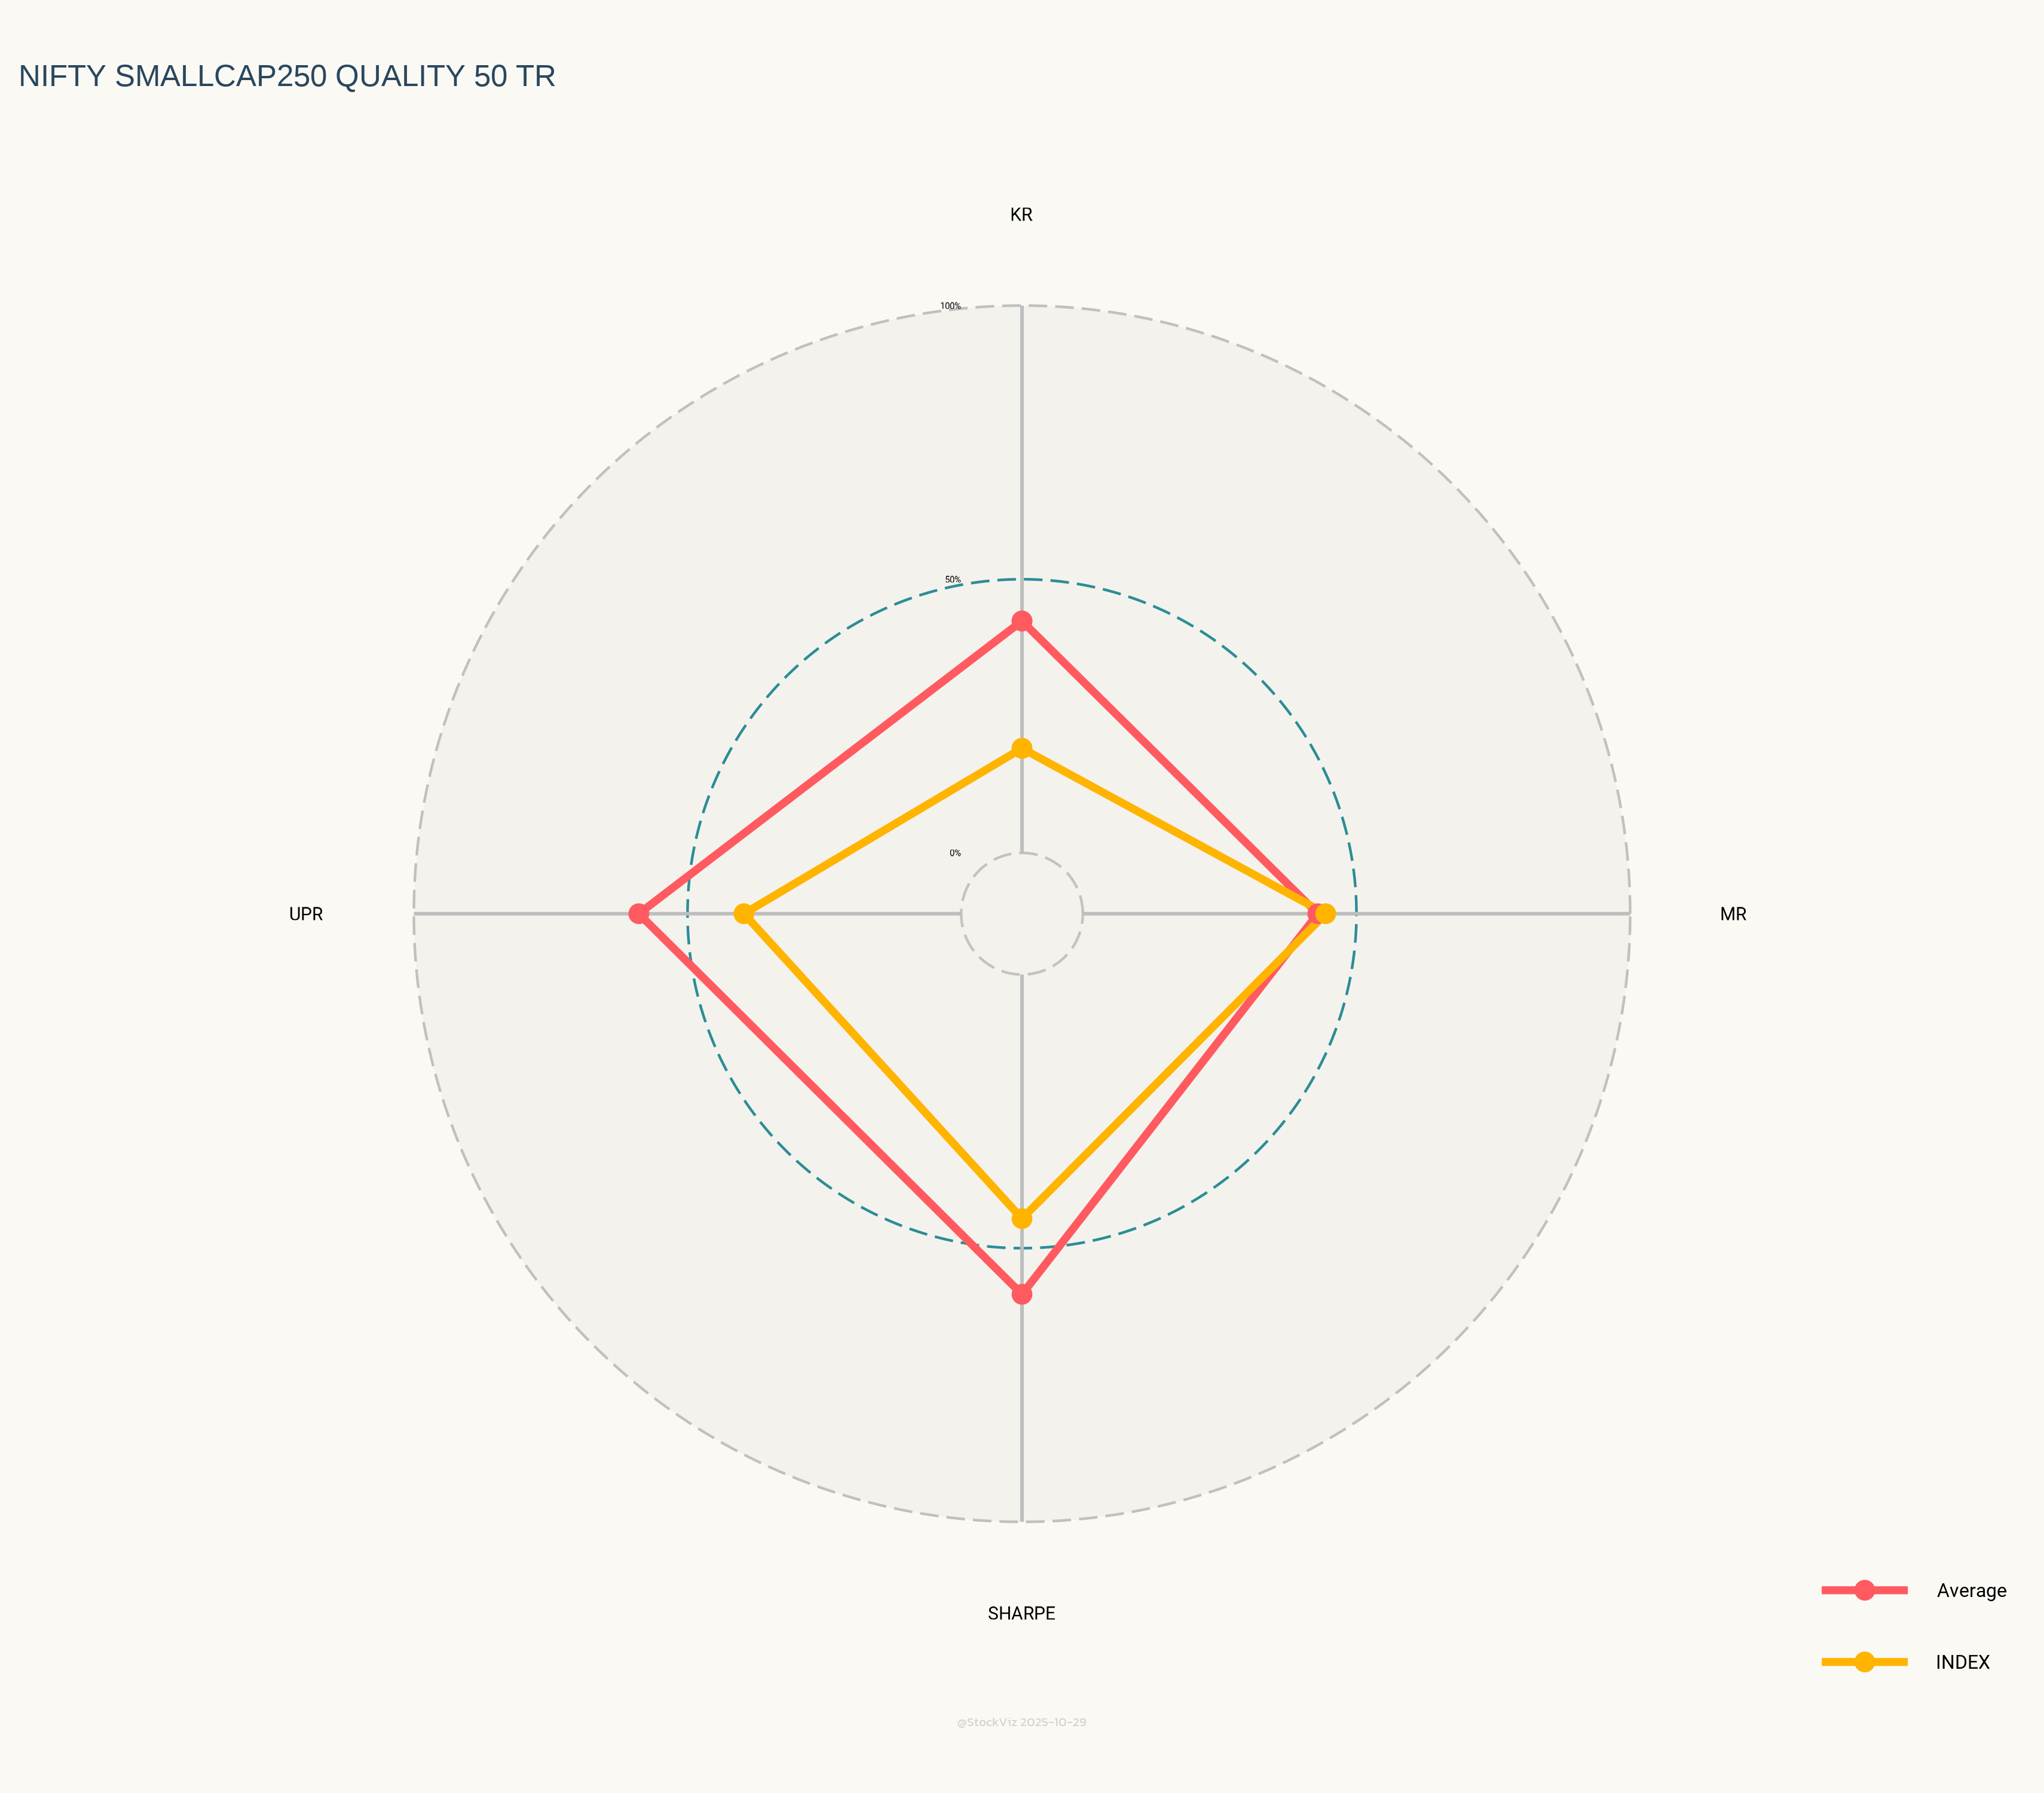 NIFTY SMALLCAP250 QUALITY 50 TR
KR
100%
50%
0%
UPR
MR
SHARPE
Average
INDEX
@StockViz 2025-10-29